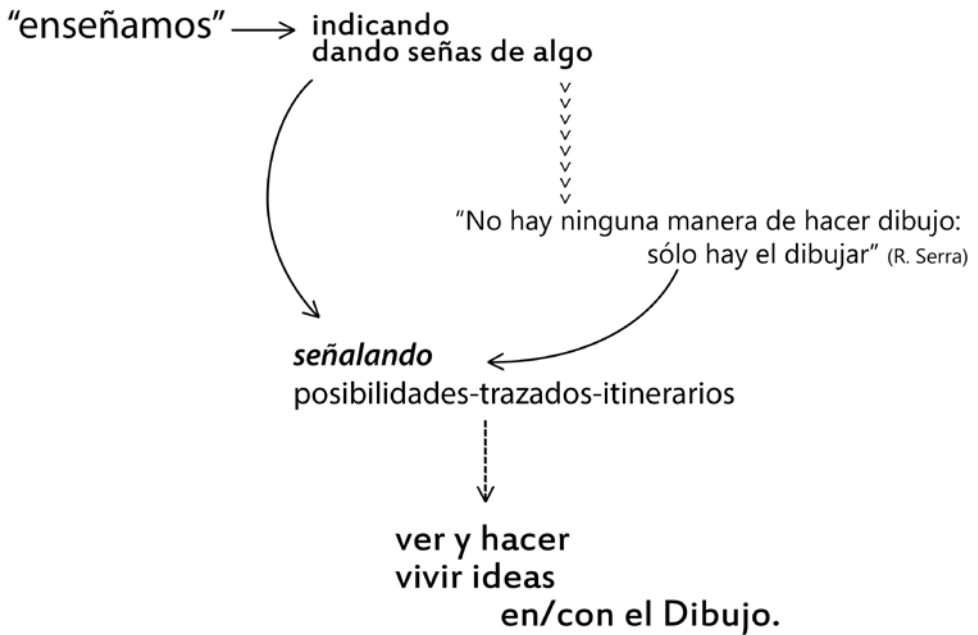 “enseñamos”
indicando
dando señas de algo
“No hay ninguna manera de hacer dibujo:
sólo hay el dibujar” (R. Serra)
señalando
posibilidades-trazados-itinerarios
ver y hacer
vivir ideas
en/con el Dibujo.